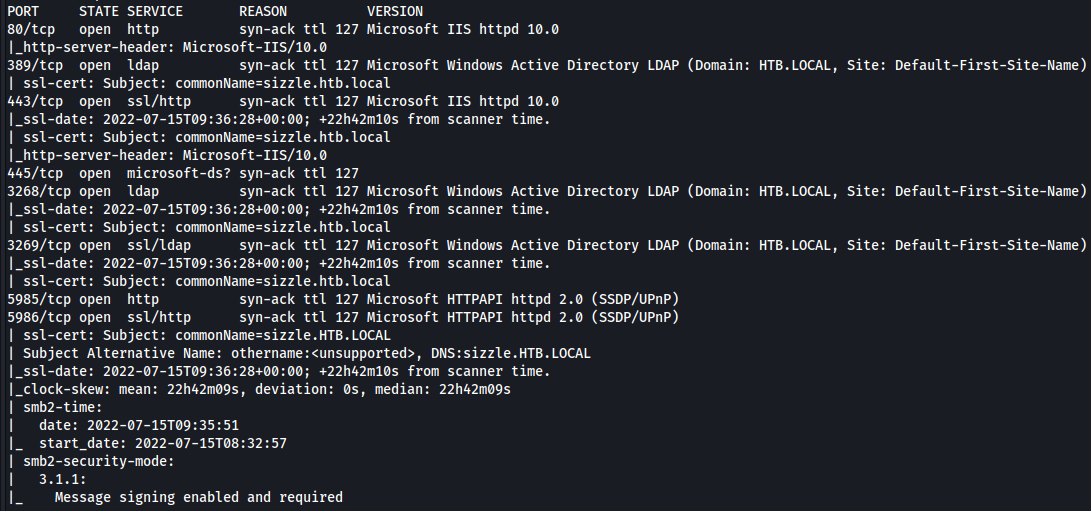 PORT     STATE SERVICE       REASON          VERSION
80/tcp   open  http          syn-ack ttl 127 Microsoft IIS httpd 10.0
|_http-server-header: Microsoft-IIS/10.0
389/tcp  open  ldap          syn-ack ttl 127 Microsoft Windows Active Directory LDAP (Domain: HTB.LOCAL, Site: Default-First-Site-Name)
| ssl-cert: Subject: commonName=sizzle.htb.local
443/tcp  open  ssl/http      syn-ack ttl 127 Microsoft IIS httpd 10.0
|_ssl-date: 2022-07-15T09:36:28+00:00; +22h42m10s from scanner time.
| ssl-cert: Subject: commonName=sizzle.htb.local
|_http-server-header: Microsoft-IIS/10.0
445/tcp  open  microsoft-ds? syn-ack ttl 127
3268/tcp open  ldap          syn-ack ttl 127 Microsoft Windows Active Directory LDAP (Domain: HTB.LOCAL, Site: Default-First-Site-Name)
|_ssl-date: 2022-07-15T09:36:28+00:00; +22h42m10s from scanner time.
| ssl-cert: Subject: commonName=sizzle.htb.local
3269/tcp open  ssl/ldap      syn-ack ttl 127 Microsoft Windows Active Directory LDAP (Domain: HTB.LOCAL, Site: Default-First-Site-Name)
|_ssl-date: 2022-07-15T09:36:28+00:00; +22h42m10s from scanner time.
| ssl-cert: Subject: commonName=sizzle.htb.local
5985/tcp open  http          syn-ack ttl 127 Microsoft HTTPAPI httpd 2.0 (SSDP/UPnP)
5986/tcp open  ssl/http      syn-ack ttl 127 Microsoft HTTPAPI httpd 2.0 (SSDP/UPnP)
| ssl-cert: Subject: commonName=sizzle.HTB.LOCAL
| Subject Alternative Name: othername:<unsupported>, DNS:sizzle.HTB.LOCAL
|_ssl-date: 2022-07-15T09:36:28+00:00; +22h42m10s from scanner time.
|_clock-skew: mean: 22h42m09s, deviation: 0s, median: 22h42m09s
| smb2-time:
|   date: 2022-07-15T09:35:51
|_  start_date: 2022-07-15T08:32:57
| smb2-security-mode:
|   3.1.1:
|_    Message signing enabled and required